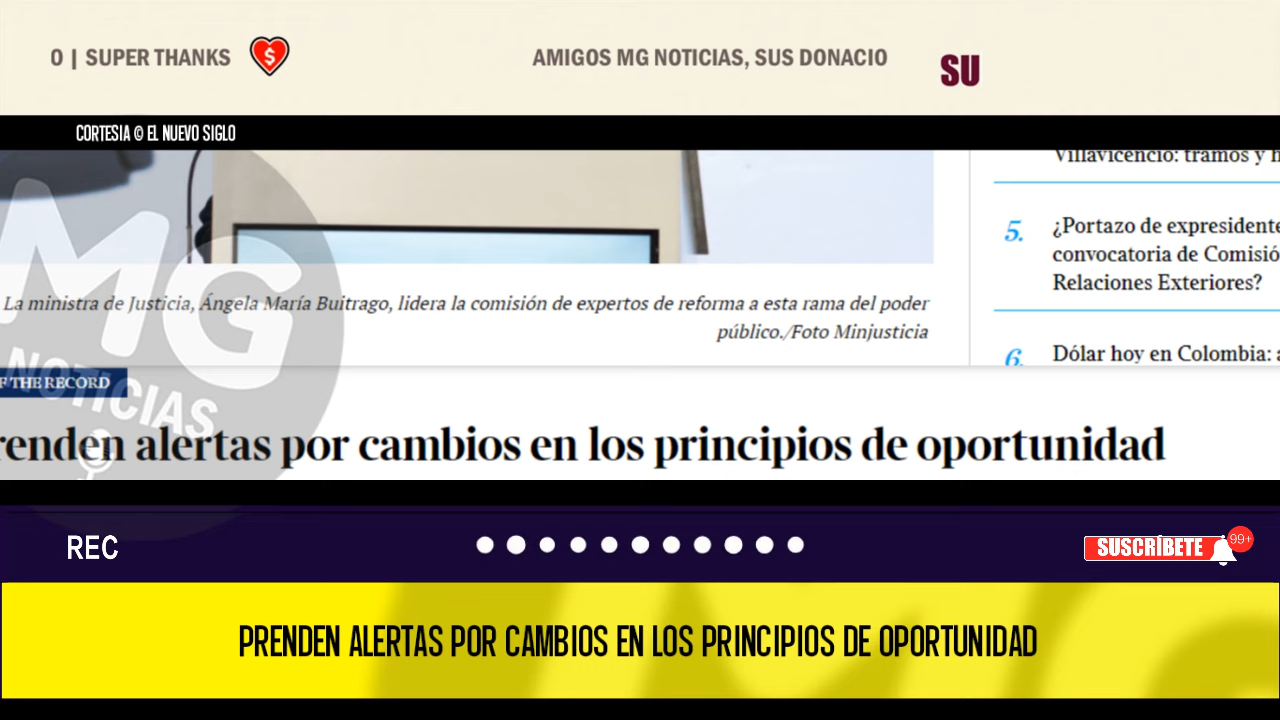 0 | SUPER THANKS
$
AMIGOS MG NOTICIAS, SUS DONACIO
SU
CORTESIA © EL NUEVO SIGLO
Villavicencio: tramos y
5. ¿Portazo de expresidente
convocatoria de Comisió
Relaciones Exteriores?
6. Dólar hoy en Colombia: a
La ministra de Justicia, Ángela María Buitrago, lidera la comisión de expertos de reforma a esta rama del poder
público./Foto Minjusticia
MG
NOTICIAS
F THE RECORD
renden alertas por cambios en los principios de oportunidad
REC
SUSCRÍBETE
99+
PRENDEN ALERTAS POR CAMBIOS EN LOS PRINCIPIOS DE OPORTUNIDAD